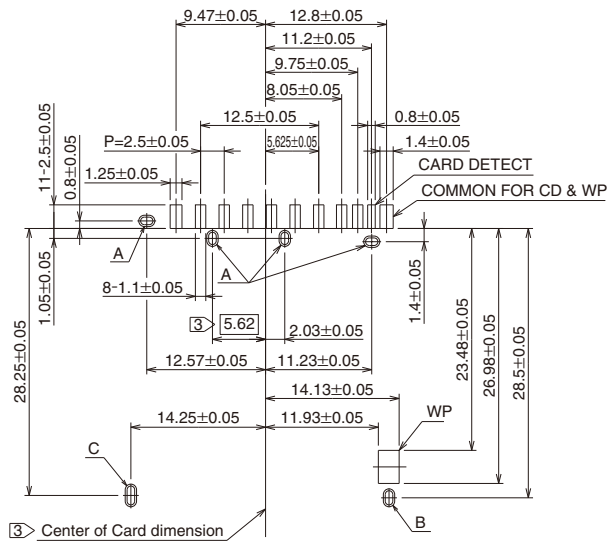 9.47±0.05
12.8±0.05
11.2±0.05
9.75±0.05
8.05±0.05
12.5±0.05
0.8±0.05
P=2.5±0.05
5.625±0.05
1.4±0.05
11-2.5±0.05
0.8±0.05
1.25±0.05
CARD DETECT
COMMON FOR CD & WP
A
A
1.05±0.05
8-1.1±0.05
1.4±0.05
3 5.62
2.03±0.05
28.25±0.05
12.57±0.05
11.23±0.05
23.48±0.05
26.98±0.05
28.5±0.05
14.13±0.05
14.25±0.05
11.93±0.05
WP
C
B
3 Center of Card dimension